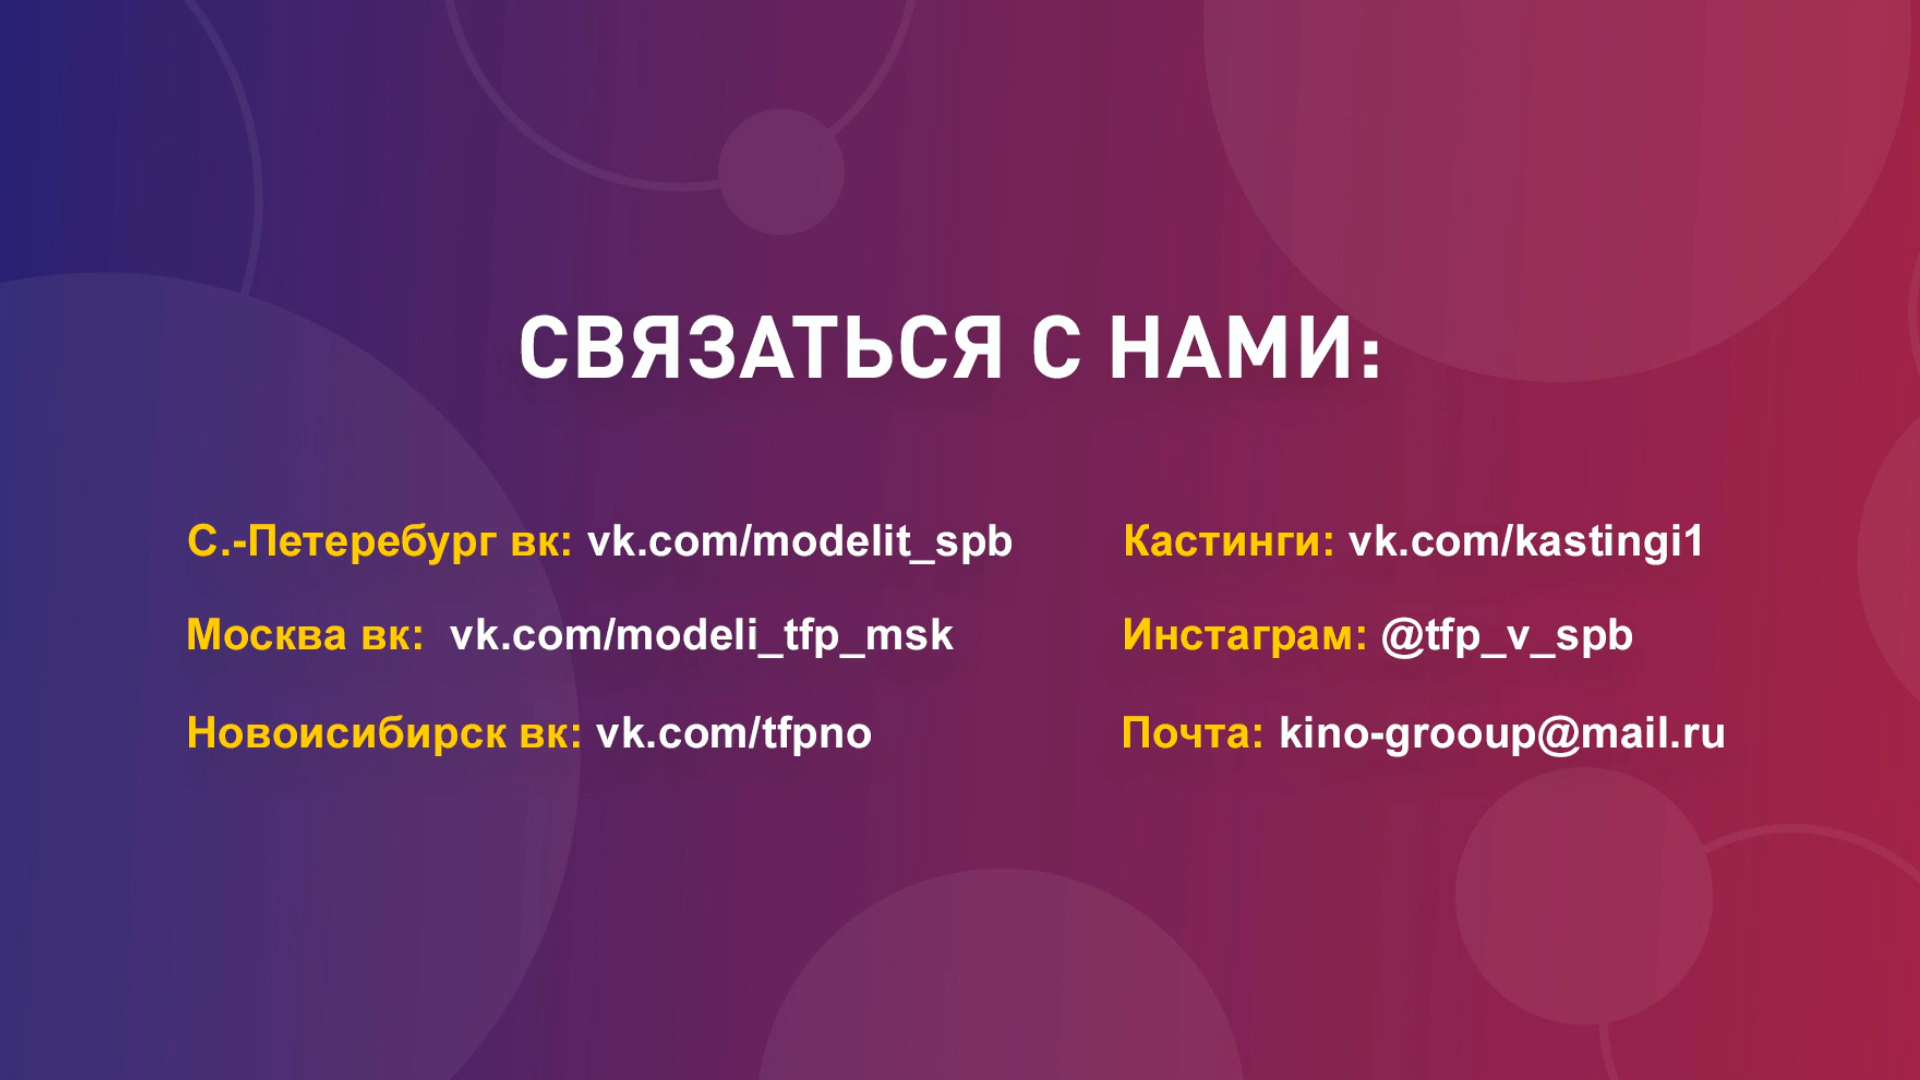 СВЯЗАТЬСЯ С НАМИ:
С.-Петеребург вк: vk.com/modelit_spb
Москва вк: vk.com/modeli_tfp_msk
Новоисибирск вк: vk.com/tfpno
Кастинги: vk.com/kastingi1
Инстаграм: @tfp_v_spb
Почта: kino-grooup@mail.ru